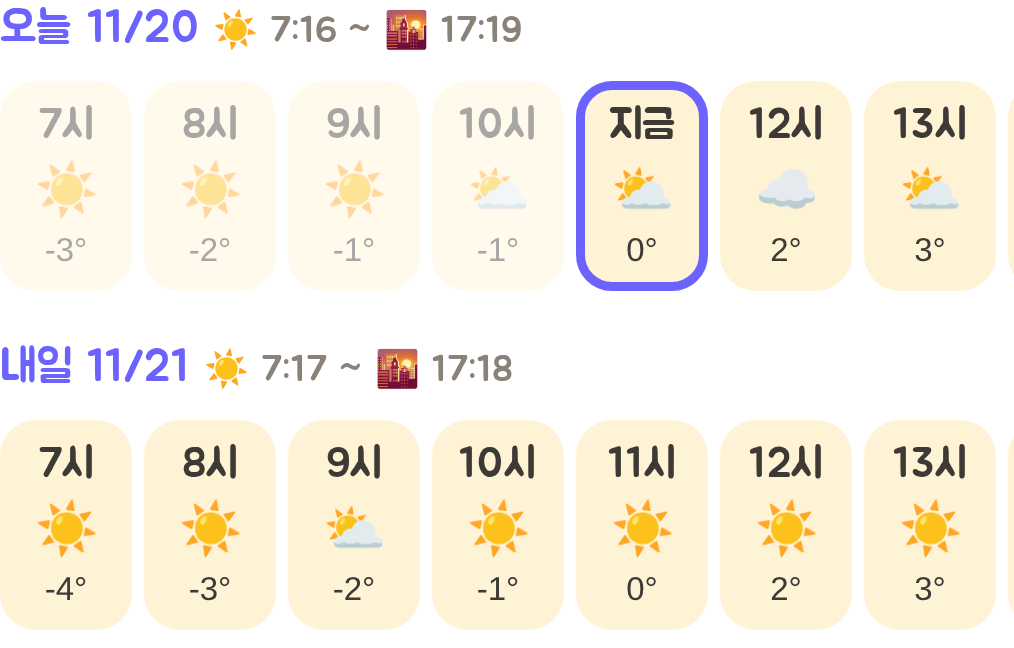 오늘 11/20 7:16 ~ 17:19
7시 8시 9시 10시 지금 12시 13시
-3° -2° -1° -1° 0° 2° 3°
내일 11/21 7:17 ~ 17:18
7시 8시 9시 10시 11시 12시 13시
-4° -3° -2° -1° 0° 2° 3°